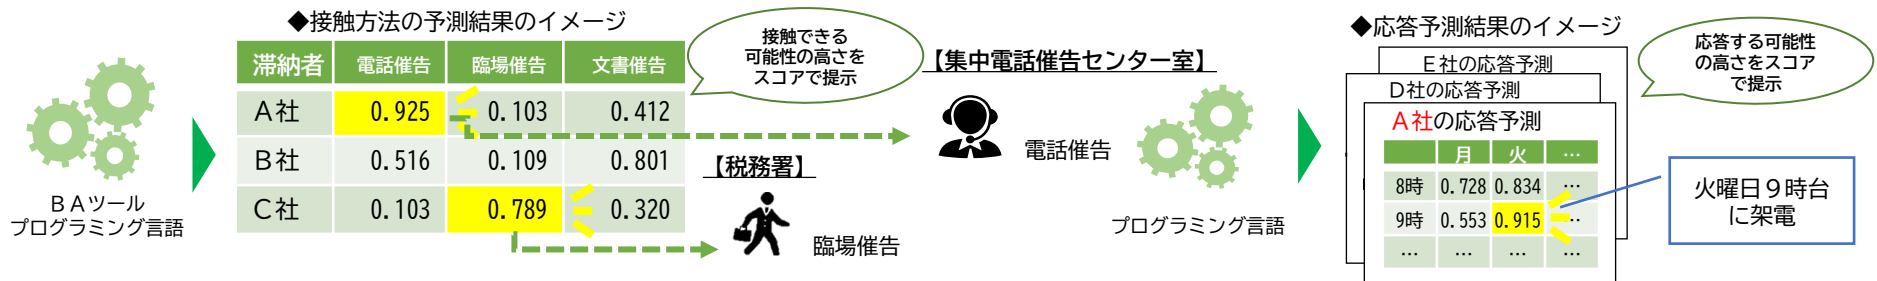 ＢＡツール
プログラミング言語
◆接触方法の予測結果のイメージ
滞納者 電話催告 臨場催告 文書催告
Ａ社 0.925 0.103 0.412
Ｂ社 0.516 0.109 0.801
Ｃ社 0.103 0.789 0.320
接触できる
可能性の高さを
スコアで提示
【集中電話催告センター室】
電話催告
【税務署】
臨場催告
プログラミング言語
◆応答予測結果のイメージ
Ｅ社の応答予測
Ｄ社の応答予測
Ａ社の応答予測
月 火 …
8時 0.728 0.834 …
9時 0.553 0.915 …
… … … …
応答する可能性
の高さをスコア
で提示
火曜日９時台
に架電